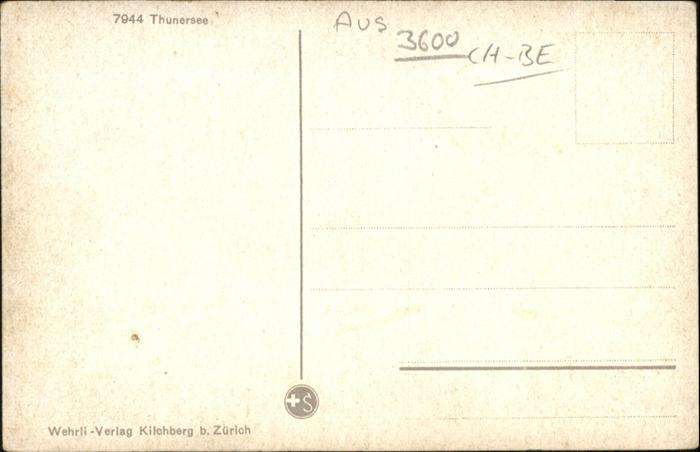 7944 Thunersee
AUS 3600 CH-BE
S
Wehrli-Verlag Kilchberg b. Zürich